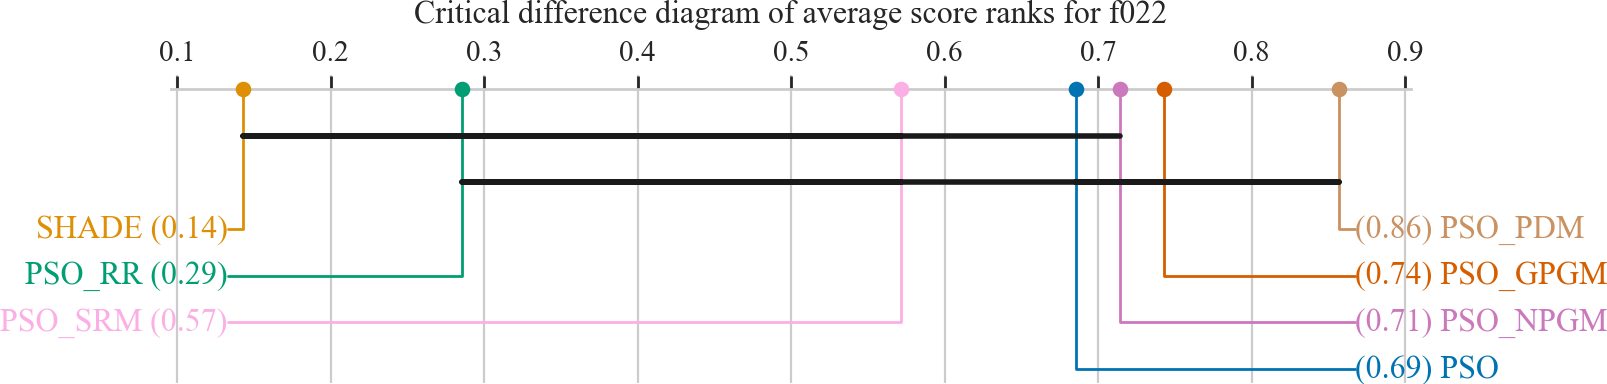 Critical difference diagram of average score ranks for f022
0.1 0.2 0.3 0.4 0.5 0.6 0.7 0.8 0.9
SHADE (0.14) (0.86) PSO_PDM
PSO_RR (0.29) (0.74) PSO_GPGM
PSO_SRM (0.57) (0.71) PSO_NPGM
(0.69) PSO